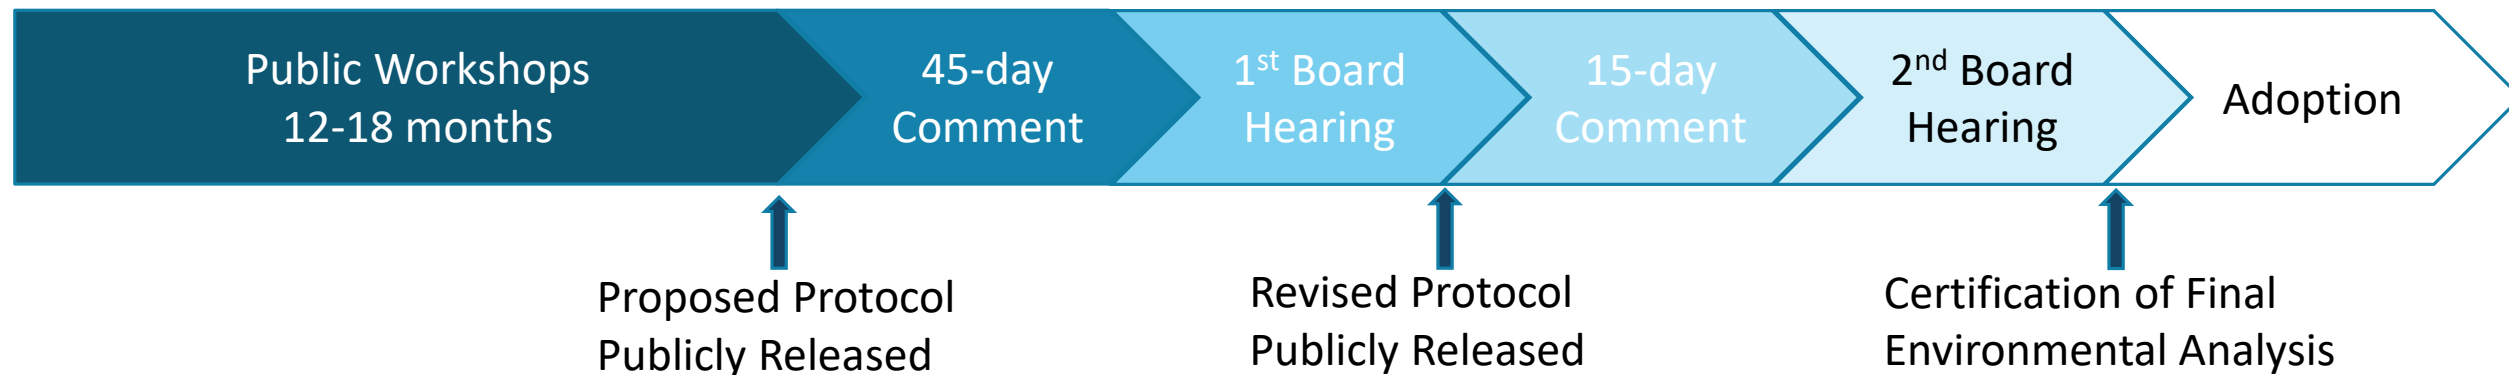 Public Workshops
12-18 months
45-day
Comment
1st Board
Hearing
15-day
Comment
2nd Board
Hearing
Adoption
Proposed Protocol
Publicly Released
Revised Protocol
Publicly Released
Certification of Final
Environmental Analysis